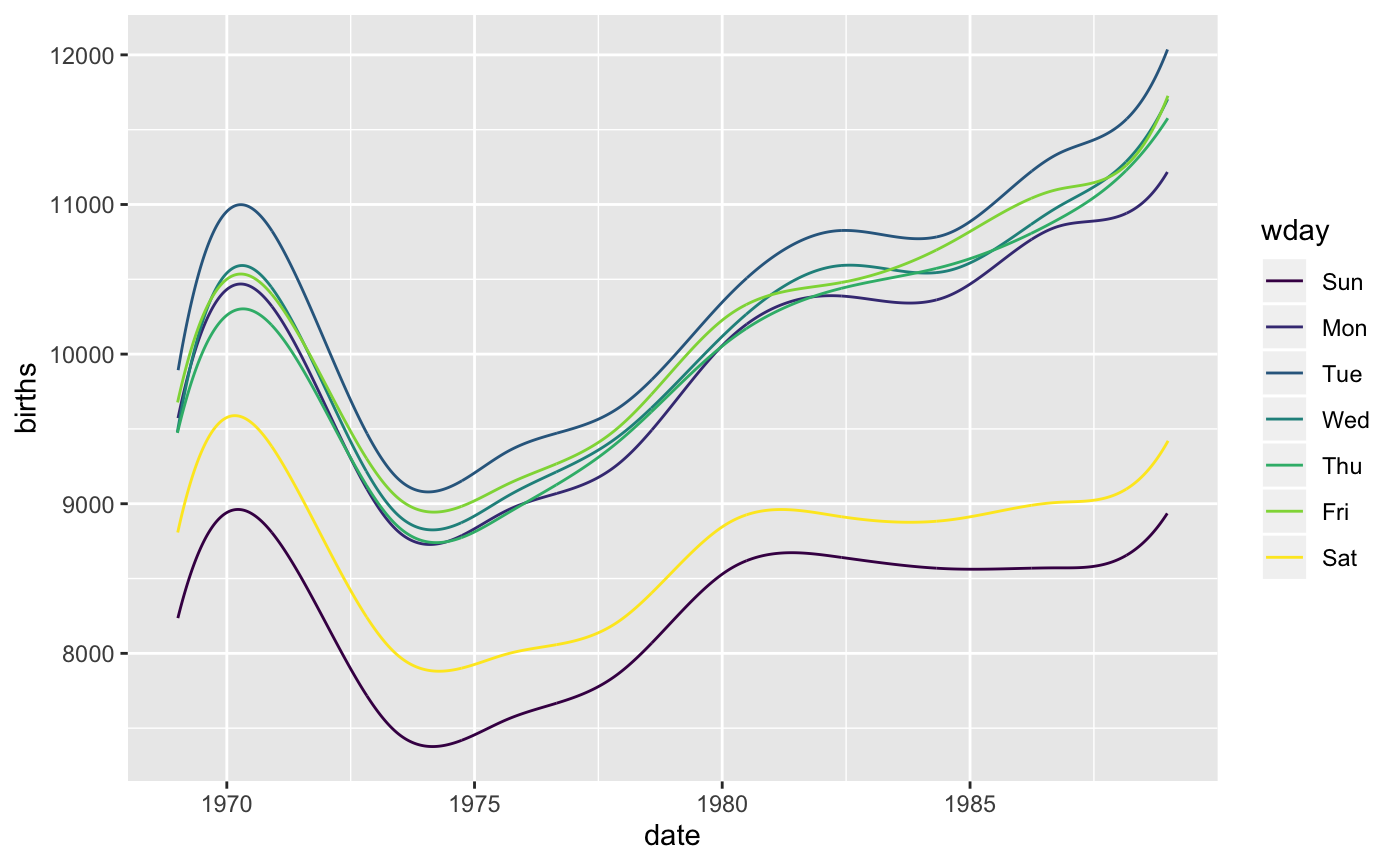 12000
11000
10000
9000
8000
births
1970 1975 1980 1985
date
wday
Sun
Mon
Tue
Wed
Thu
Fri
Sat